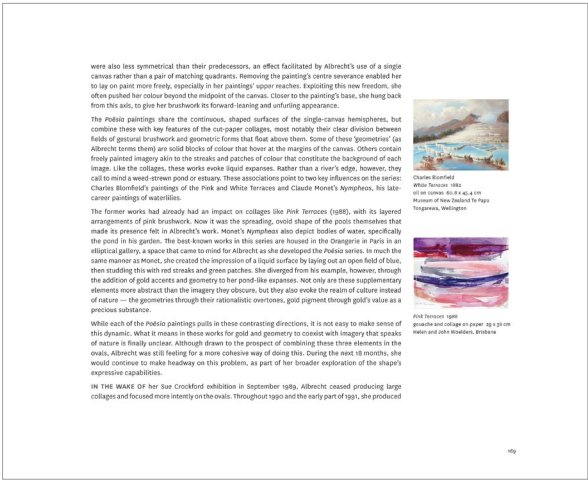 were also less symmetrical than their predecessors, an effect facilitated by Albrecht's use of a single
canvas rather than a pair of matching quadrants. Removing the painting's centre severance enabled her
to lay on paint more freely, especially in her paintings' upper reaches. Exploiting this new freedom, she
often pushed her colour beyond the midpoint of the canvas. Closer to the painting's base, she hung back
from this axis, to give her brushwork its forward-leaning and unfurling appearance.
The Poësia paintings share the continuous, shaped surfaces of the single-canvas hemispheres, but
combine these with key features of the cut-paper collages, most notably their clear division between
fields of gestural brushwork and geometric forms that float above them. Some of these 'geometries' (as
Albrecht terms them) are solid blocks of colour that hover at the margins of the canvas. Others contain
freely painted imagery akin to the streaks and patches of colour that constitute the background of each
image. Like the collages, these works evoke liquid expanses. Rather than a river's edge, however, they
call to mind a weed-strewn pond or estuary. These associations point to two key influences on the series:
Charles Blomfield's paintings of the Pink and White Terraces and Claude Monet's Nympheas, his late-
career paintings of waterlilies.
The former works had already had an impact on collages like Pink Terraces (1988), with its layered
arrangements of pink brushwork. Now it was the spreading, ovoid shape of the pools themselves that
made its presence felt in Albrecht's work. Monet's Nympheas also depict bodies of water, specifically
the pond in his garden. The best-known works in this series are housed in the Orangerie in Paris in an
elliptical gallery, a space that came to mind for Albrecht as she developed the Poësia series. In much the
same manner as Monet, she created the impression of a liquid surface by laying out an open field of blue,
then studding this with red streaks and green patches. She diverged from his example, however, through
the addition of gold accents and geometry to her pond-like expanses. Not only are these supplementary
elements more abstract than the imagery they obscure, but they also evoke the realm of culture instead
of nature — the geometries through their rationalistic overtones, gold pigment through gold's value as a
precious substance.
While each of the Poësia paintings pulls in these contrasting directions, it is not easy to make sense of
this dynamic. What it means in these works for gold and geometry to coexist with imagery that speaks
of nature is finally unclear. Although drawn to the prospect of combining these three elements in the
ovals, Albrecht was still feeling for a more cohesive way of doing this. During the next 18 months, she
would continue to make headway on this problem, as part of her broader exploration of the shape's
expressive capabilities.
IN THE WAKE OF her Sue Crockford exhibition in September 1989, Albrecht ceased producing large
collages and focused more intently on the ovals. Throughout 1990 and the early part of 1991, she produced
Charles Blomfield
White Terraces 1882
oil on canvas 60.8 x 45.4 cm
Museum of New Zealand Te Papa
Tongarewa, Wellington
Pink Terraces 1988
gouache and collage on paper 29 x 36 cm
Helen and John Woelders, Brisbane
169